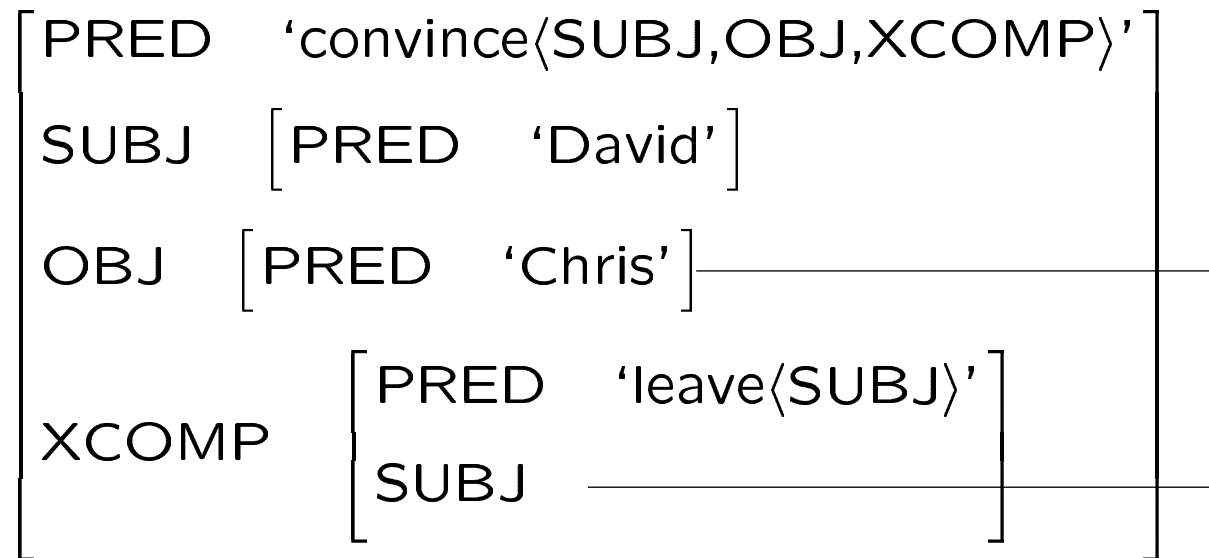 PRED ‘convince⟨SUBJ,OBJ,XCOMP⟩’
SUBJ [PRED ‘David’]
OBJ [PRED ‘Chris’]
XCOMP
PRED ‘leave⟨SUBJ⟩’
SUBJ